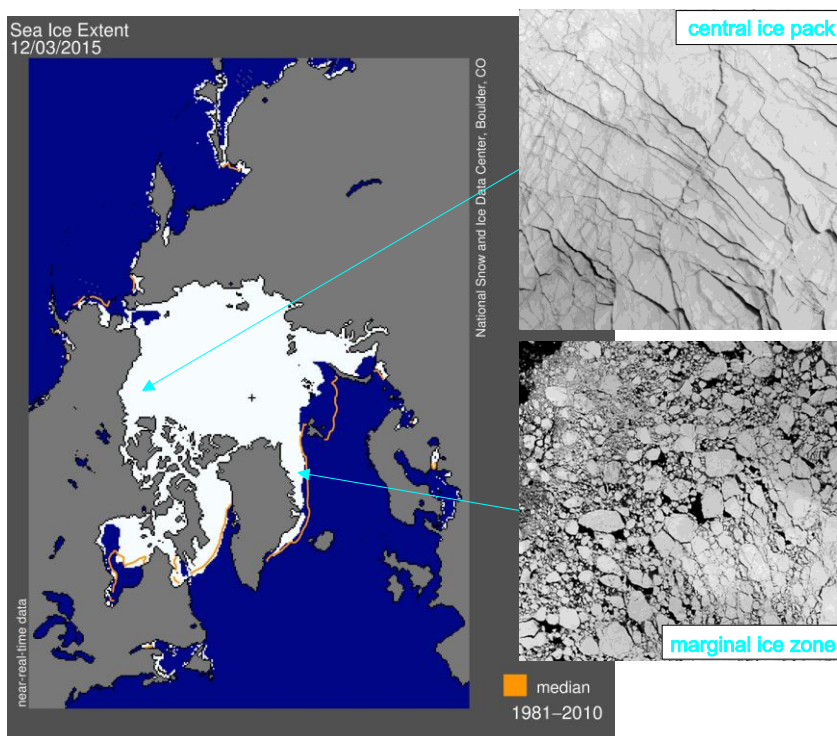 Sea Ice Extent
12/03/2015
central ice pack
National Snow and Ice Data Center, Boulder, CO
near-real-time data
marginal ice zone
median
1981–2010